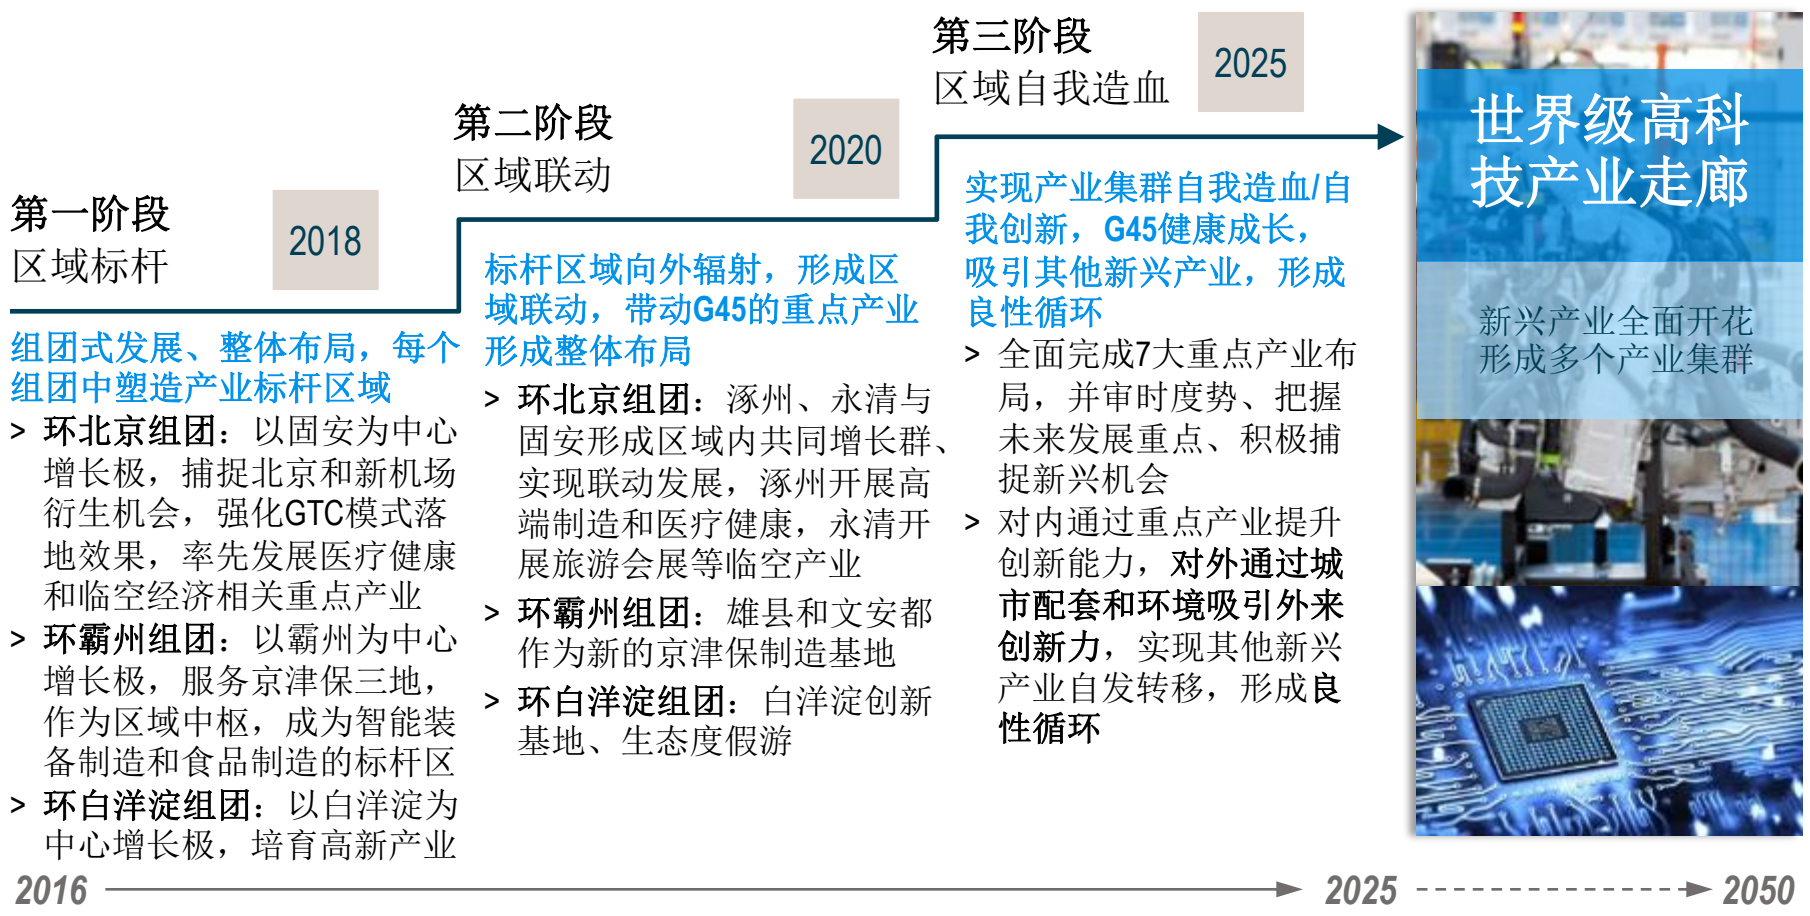 第一阶段
区域标杆
2018
组团式发展、整体布局，每个
组团中塑造产业标杆区域
> 环北京组团：以固安为中心
增长极，捕捉北京和新机场
衍生机会，强化GTC模式落
地效果，率先发展医疗健康
和临空经济相关重点产业
> 环霸州组团：以霸州为中心
增长极，服务京津保三地，
作为区域中枢，成为智能装
备制造和食品制造的标杆区
> 环白洋淀组团：以白洋淀为
中心增长极，培育高新产业
第二阶段
区域联动
2020
标杆区域向外辐射，形成区
域联动，带动G45的重点产业
形成整体布局
> 环北京组团：涿州、永清与
固安形成区域内共同增长群、
实现联动发展，涿州开展高
端制造和医疗健康，永清开
展旅游会展等临空产业
> 环霸州组团：雄县和文安都
作为新的京津保制造基地
> 环白洋淀组团：白洋淀创新
基地、生态度假游
第三阶段
区域自我造血
2025
实现产业集群自我造血/自
我创新，G45健康成长，
吸引其他新兴产业，形成
良性循环
> 全面完成7大重点产业布
局，并审时度势、把握
未来发展重点、积极捕
捉新兴机会
> 对内通过重点产业提升
创新能力，对外通过城
市配套和环境吸引外来
创新力，实现其他新兴
产业自发转移，形成良
性循环
世界级高科
技产业走廊
新兴产业全面开花
形成多个产业集群
2016
2025
2050